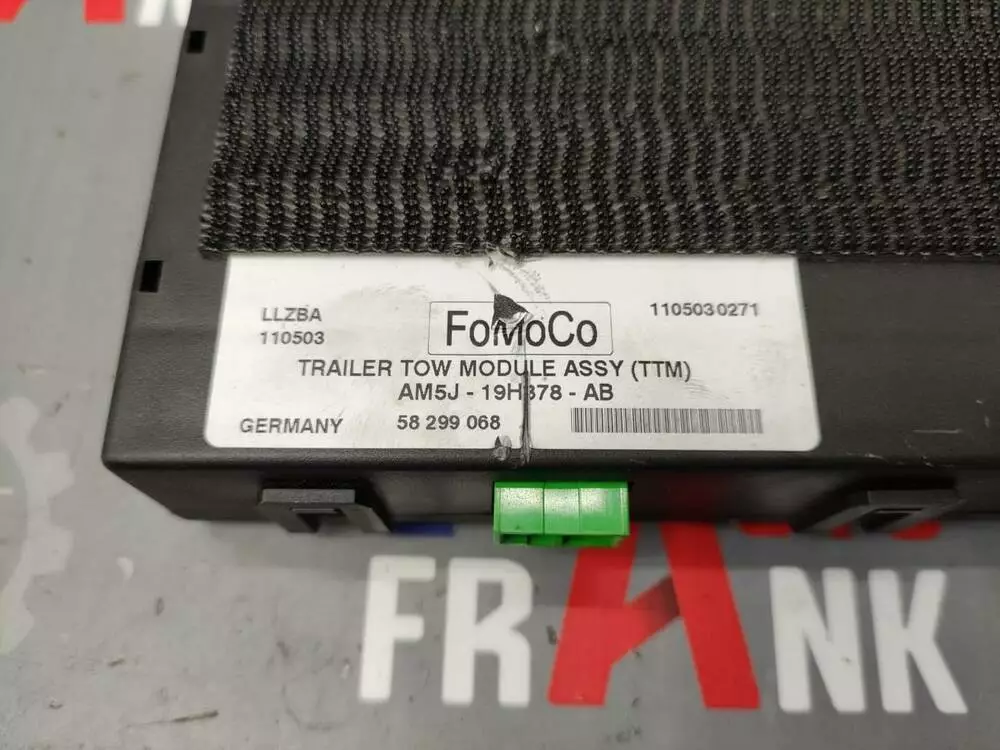 LLZBA
110503
FoMoCo
1105030271
TRAILER TOW MODULE ASSY (TTM)
AM5J - 19H378 - AB
GERMANY
58 299 068
FRANK